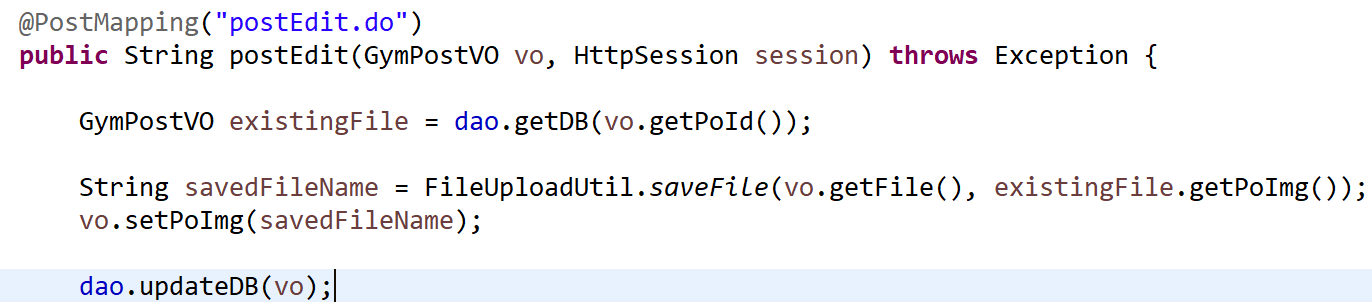 @PostMapping("postEdit.do")
public String postEdit(GymPostVO vo, HttpSession session) throws Exception {
GymPostVO existingFile = dao.getDB(vo.getPoId());
String savedFileName = FileUploadUtil.saveFile(vo.getFile(), existingFile.getPoImg());
vo.setPoImg(savedFileName);
dao.updateDB(vo);